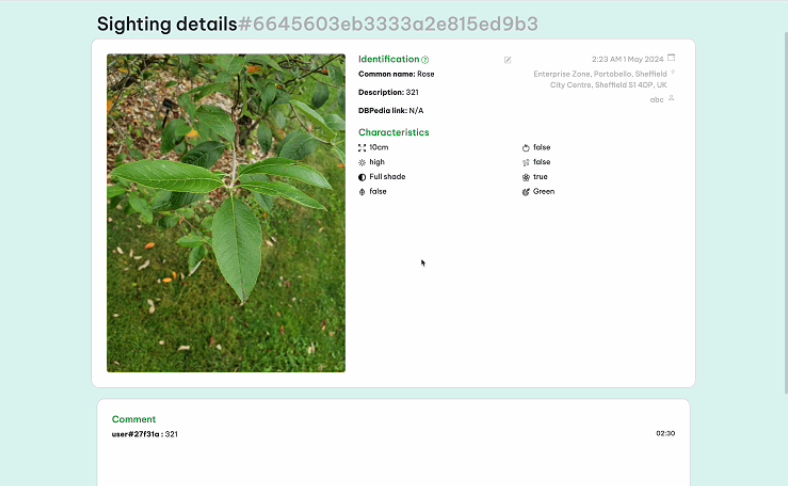 Sighting details#6645603eb3333a2e815ed9b3
Identification
2:23 AM 1 May 2024
Common name: Rose
Enterprise Zone, Portobello, Sheffield
City Centre, Sheffield S1 4DP, UK
Description: 321
abc
DBPedia link: N/A
Characteristics
10cm
false
high
false
Full shade
true
false
Green
Comment
user#27f31a : 321
02:30